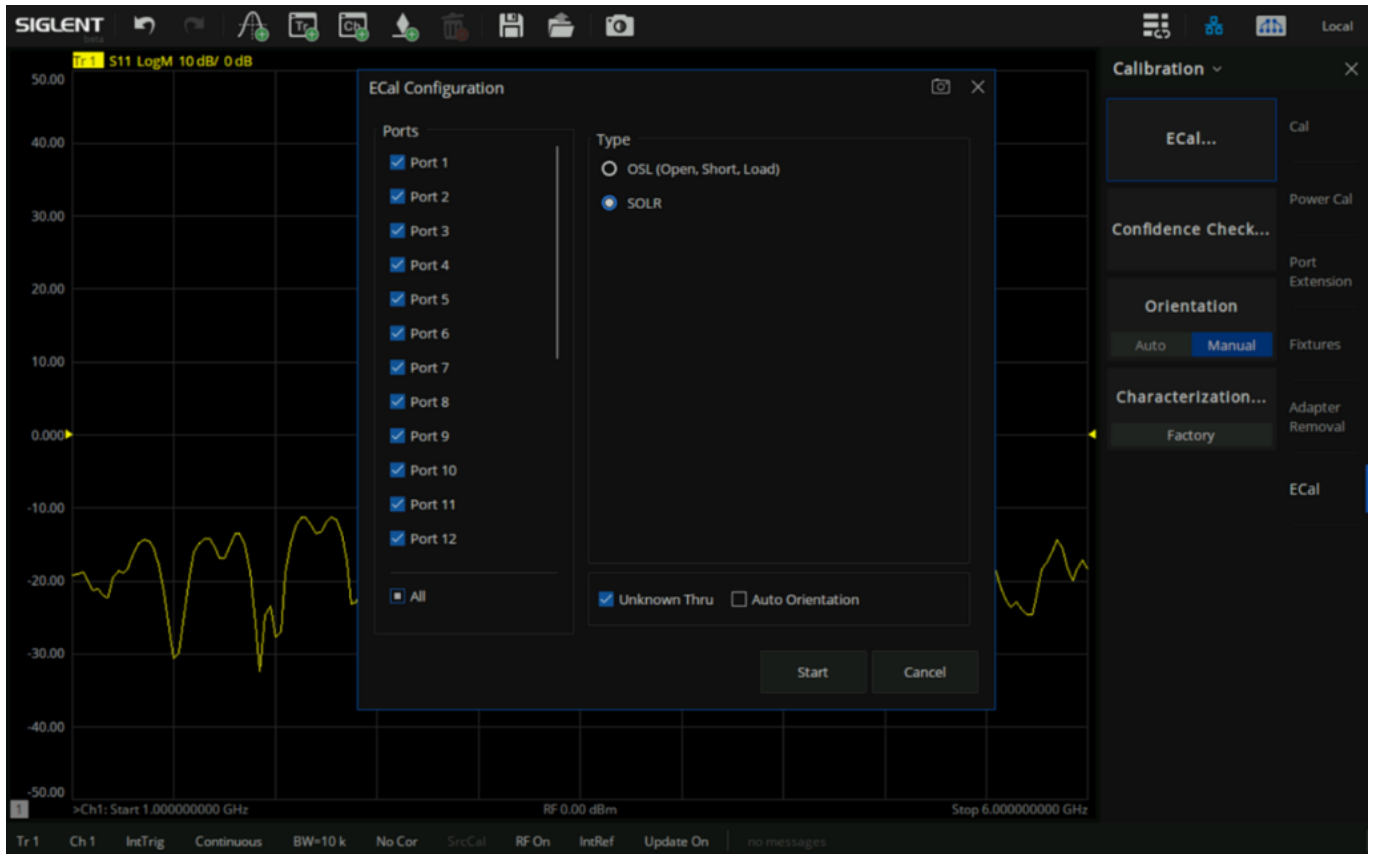 SIGLENT
beta
Tr
Ch
Local
Tr 1 S11 LogM 10 dB/ 0 dB
50.00
40.00
30.00
20.00
10.00
0.000
-10.00
-20.00
-30.00
-40.00
-50.00
ECal Configuration
Ports
Port 1
Port 2
Port 3
Port 4
Port 5
Port 6
Port 7
Port 8
Port 9
Port 10
Port 11
Port 12
All
Type
OSL (Open, Short, Load)
SOLR
Unknown Thru Auto Orientation
Start Cancel
Calibration
ECal...
Confidence Check...
Orientation
Auto Manual
Characterization...
Factory
Cal
Power Cal
Port
Extension
Fixtures
Adapter
Removal
ECal
1 >Ch1: Start 1.000000000 GHz RF 0.00 dBm Stop 6.000000000 GHz
Tr 1 Ch 1 IntTrig Continuous BW=10 k No Cor SrcCal RF On IntRef Update On no messages